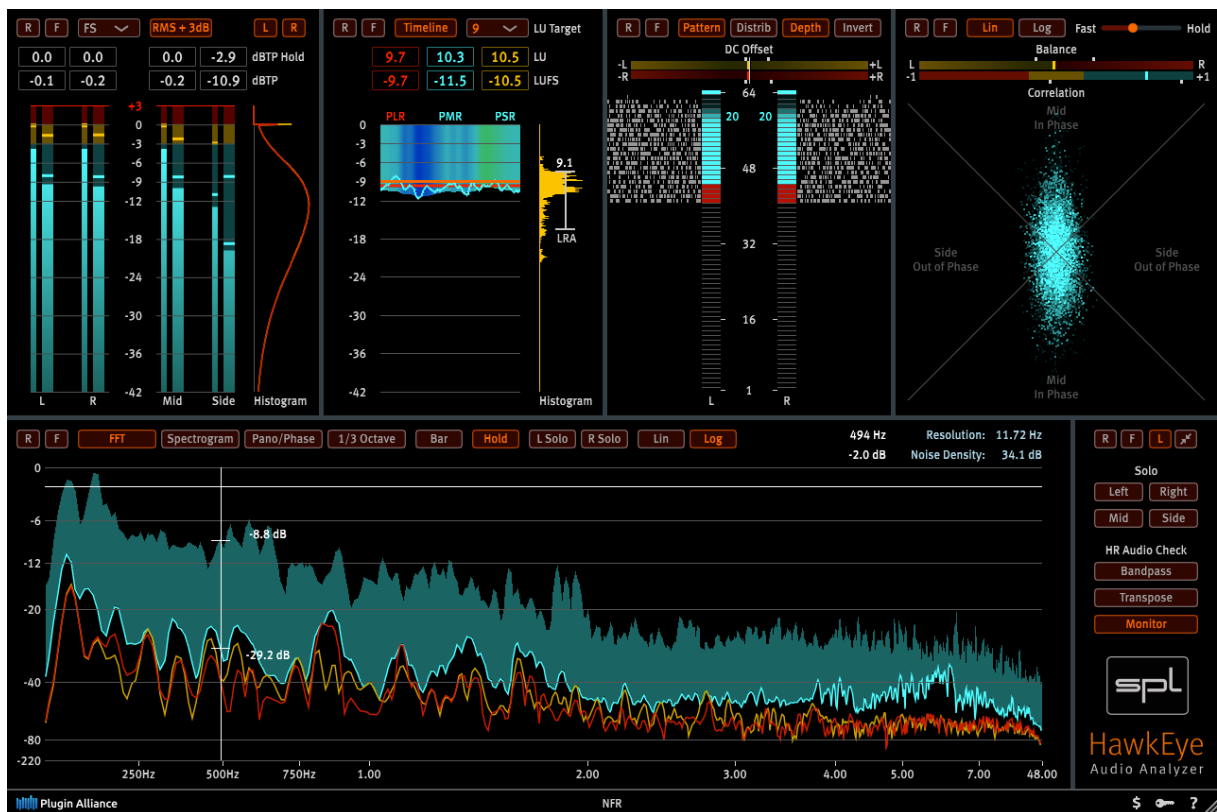 R F FS RMS + 3dB L R
0.0 0.0 0.0 -2.9 dBTP Hold
-0.1 -0.2 -0.2 -10.9 dBTP
+3
0
-3
-6
-9
-12
-18
-24
-30
-36
-42
L R Mid Side Histogram
R F Timeline 9 LU Target
9.7 10.3 10.5 LU
-9.7 -11.5 -10.5 LUFS
PLR PMR PSR
0
-3
-6
-9
-12
-18
-24
-30
-36
-42
9.1
LRA
Histogram
R F Pattern Distrib Depth Invert
DC Offset
-L +L
-R +R
64
20 20
48
32
16
1
L R
R F Lin Log Fast Hold
Balance
L R
-1 +1
Correlation
Mid
In Phase
Side
Out of Phase
Side
Out of Phase
Mid
In Phase
R F FFT Spectrogram Pano/Phase 1/3 Octave Bar Hold L Solo R Solo Lin Log
494 Hz Resolution: 11.72 Hz
-2.0 dB Noise Density: 34.1 dB
0
-6
-12
-20
-40
-80
-220
-8.8 dB
-29.2 dB
250Hz 500Hz 750Hz 1.00 2.00 3.00 4.00 5.00 7.00 48.00
R F L
Solo
Left Right
Mid Side
HR Audio Check
Bandpass
Transpose
Monitor
spl
HawkEye
Audio Analyzer
Plugin Alliance NFR $ ?